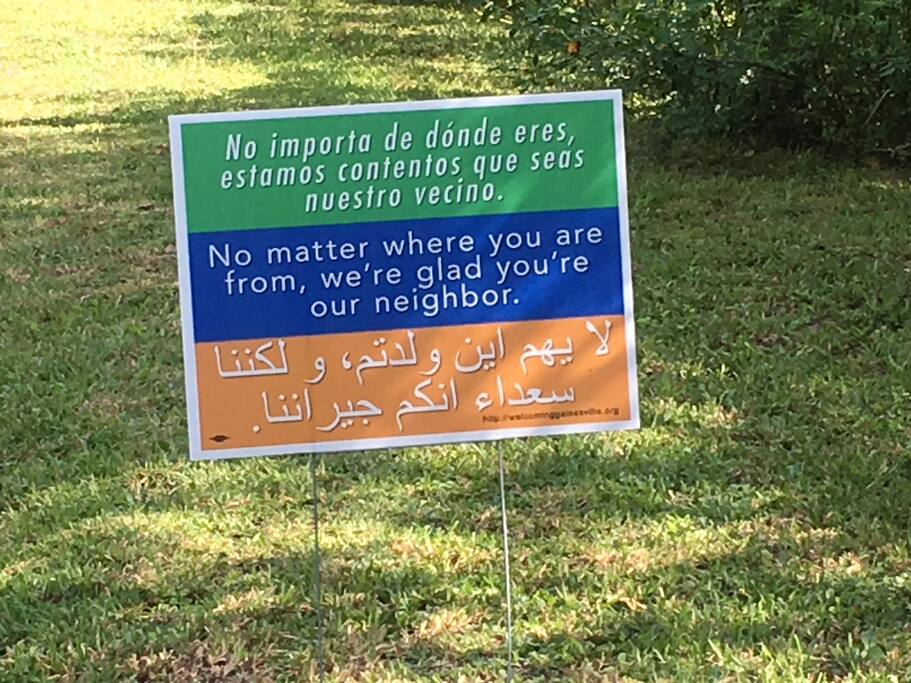 No importa de dónde eres,
estamos contentos que seas
nuestro vecino.
No matter where you are
from, we're glad you're
our neighbor.
لا يهم اين ولدتم، و لكننا
سعداء انكم جيراننا.
http://welcominggainesville.org